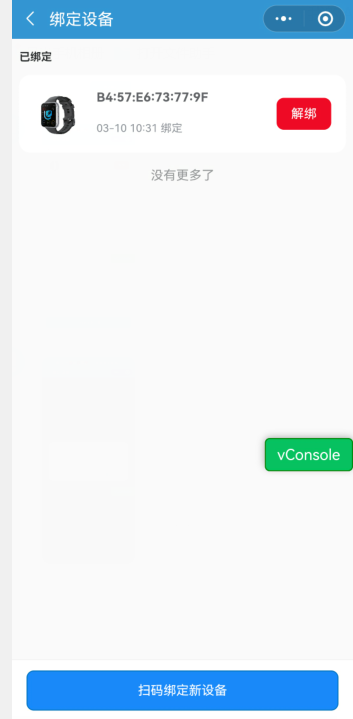 绑定设备
已绑定
B4:57:E6:73:77:9F
03-10 10:31 绑定
解绑
没有更多了
vConsole
扫码绑定新设备